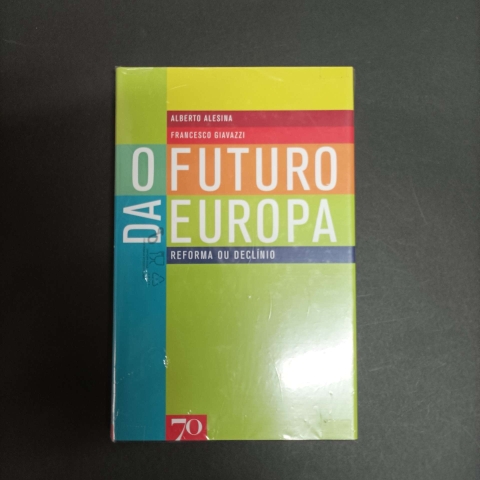 ALBERTO ALESINA
FRANCESCO GIAVAZZI
O FUTURO
DA EUROPA
REFORMA OU DECLÍNIO
70